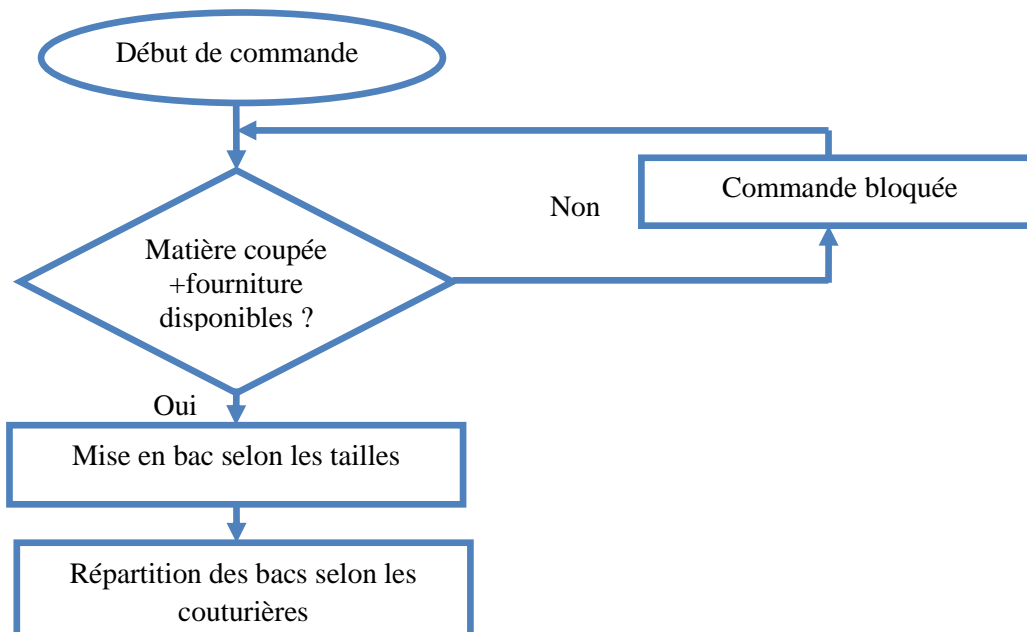 Début de commande
Commande bloquée
Non
Matière coupée
+fourniture
disponibles ?
Oui
Mise en bac selon les tailles
Répartition des bacs selon les
couturières